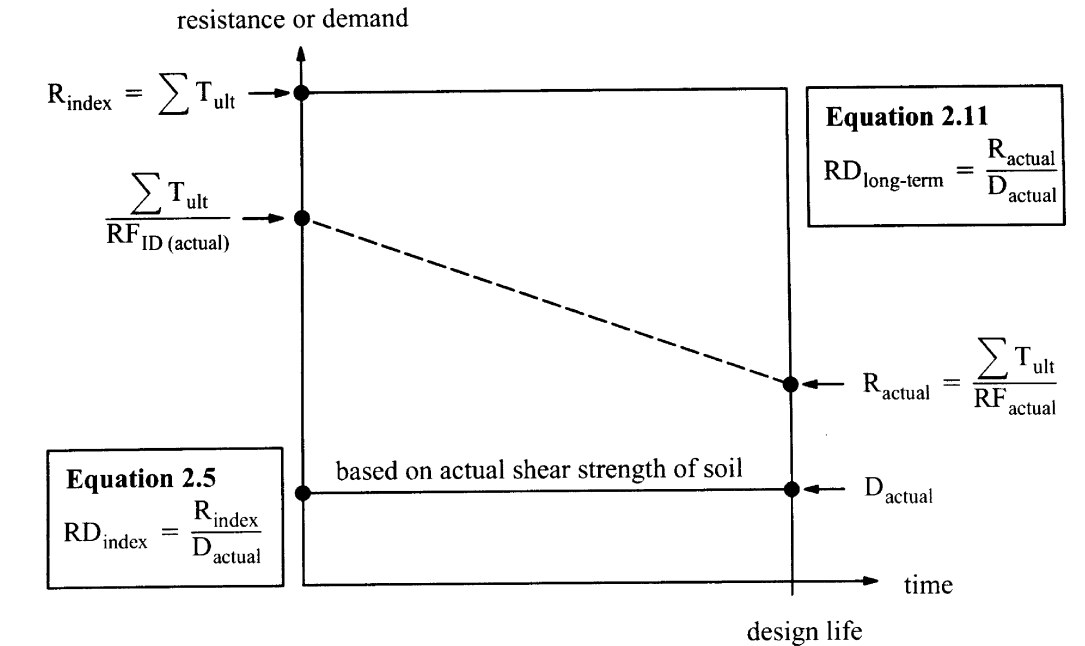 resistance or demand
R_index = ∑ T_ult
∑ T_ult / RF_ID (actual)
Equation 2.11
RD_long-term = R_actual / D_actual
R_actual = ∑ T_ult / RF_actual
based on actual shear strength of soil
D_actual
Equation 2.5
RD_index = R_index / D_actual
time
design life